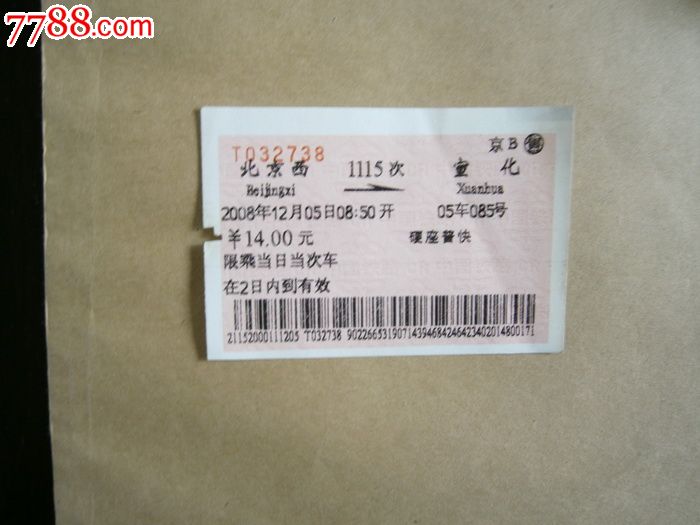 7788.com
京B 售
T032738
北京西 1115次 宣化
Beijingxi Xuanhua
2008年12月05日08:50开 05车085号
￥14.00元 硬座普快
限乘当日当次车
在2日内到有效
21152000111205 T032738 90226653190714394684246423402014800171